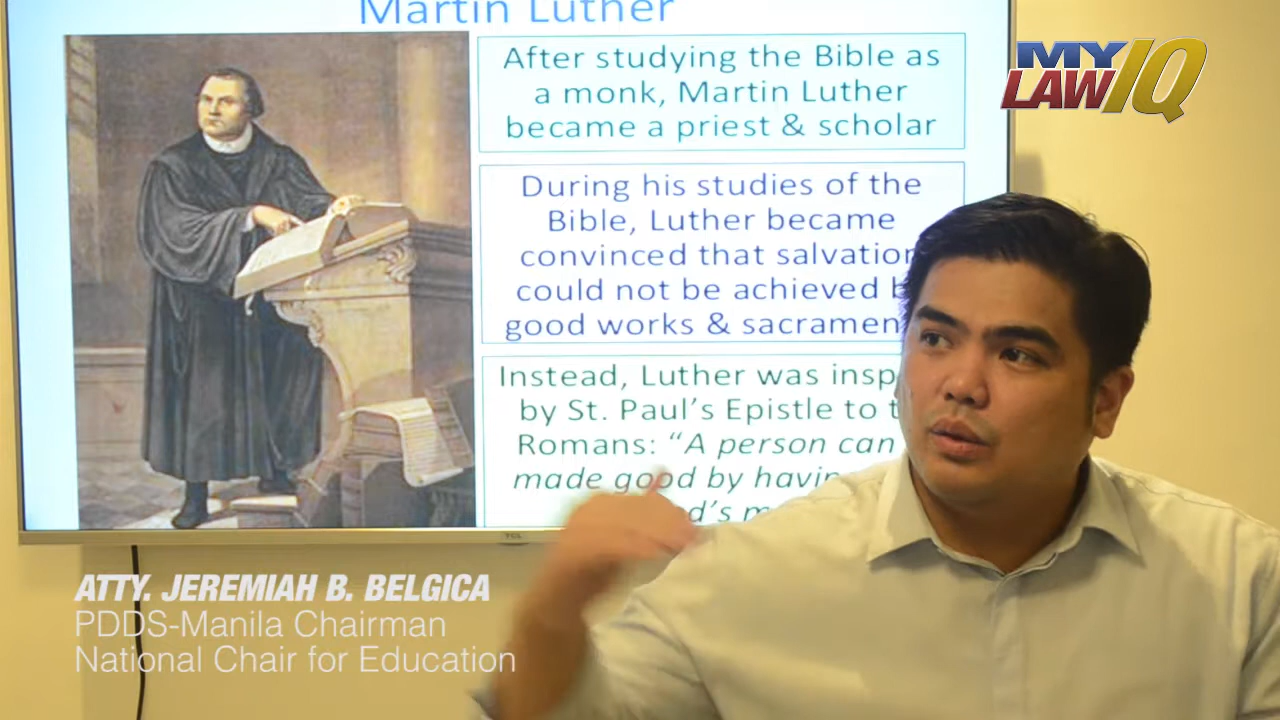 Martin Luther
After studying the Bible as
a monk, Martin Luther
became a priest & scholar
During his studies of the
Bible, Luther became
convinced that salvation
could not be achieved
good works & sacramen
Instead, Luther was insp
by St. Paul's Epistle to t
Romans: "A person can
made good by havin
d's m
MY
LAW IQ
TCL
ATTY. JEREMIAH B. BELGICA
PDDS-Manila Chairman
National Chair for Education